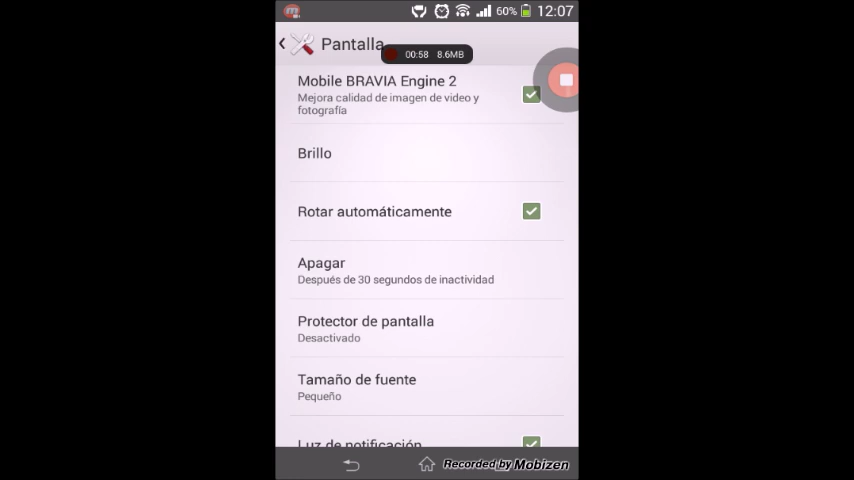 60% 12:07
Pantalla
00:58 8.6MB
Mobile BRAVIA Engine 2
Mejora calidad de imagen de video y
fotografía
Brillo
Rotar automáticamente
Apagar
Después de 30 segundos de inactividad
Protector de pantalla
Desactivado
Tamaño de fuente
Pequeño
Luz de notificación
Recorded by Mobizen